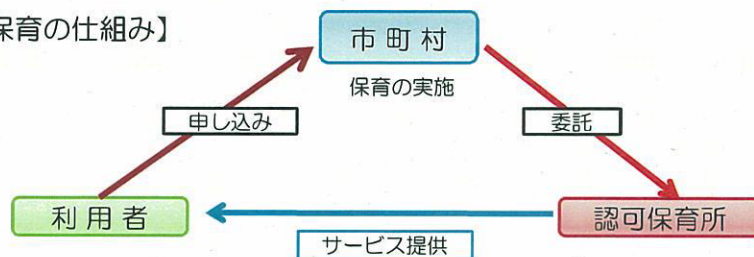 保育の仕組み】
市町村
保育の実施
申し込み
委託
利用者
認可保育所
サービス提供